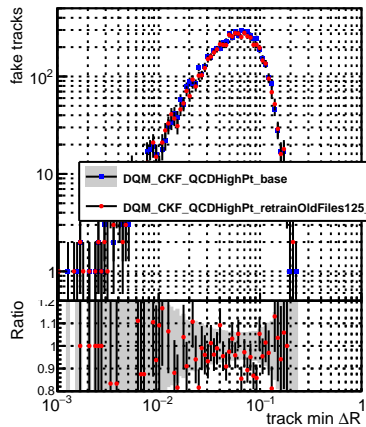 fake tracks
10²
10
1
DQM_CKF_QCDHighPt_base
DQM_CKF_QCDHighPt_retrainOldFiles125_
Ratio
1.2
1.1
1
0.9
0.8
10⁻³
10⁻²
10⁻¹
1
track min ΔR